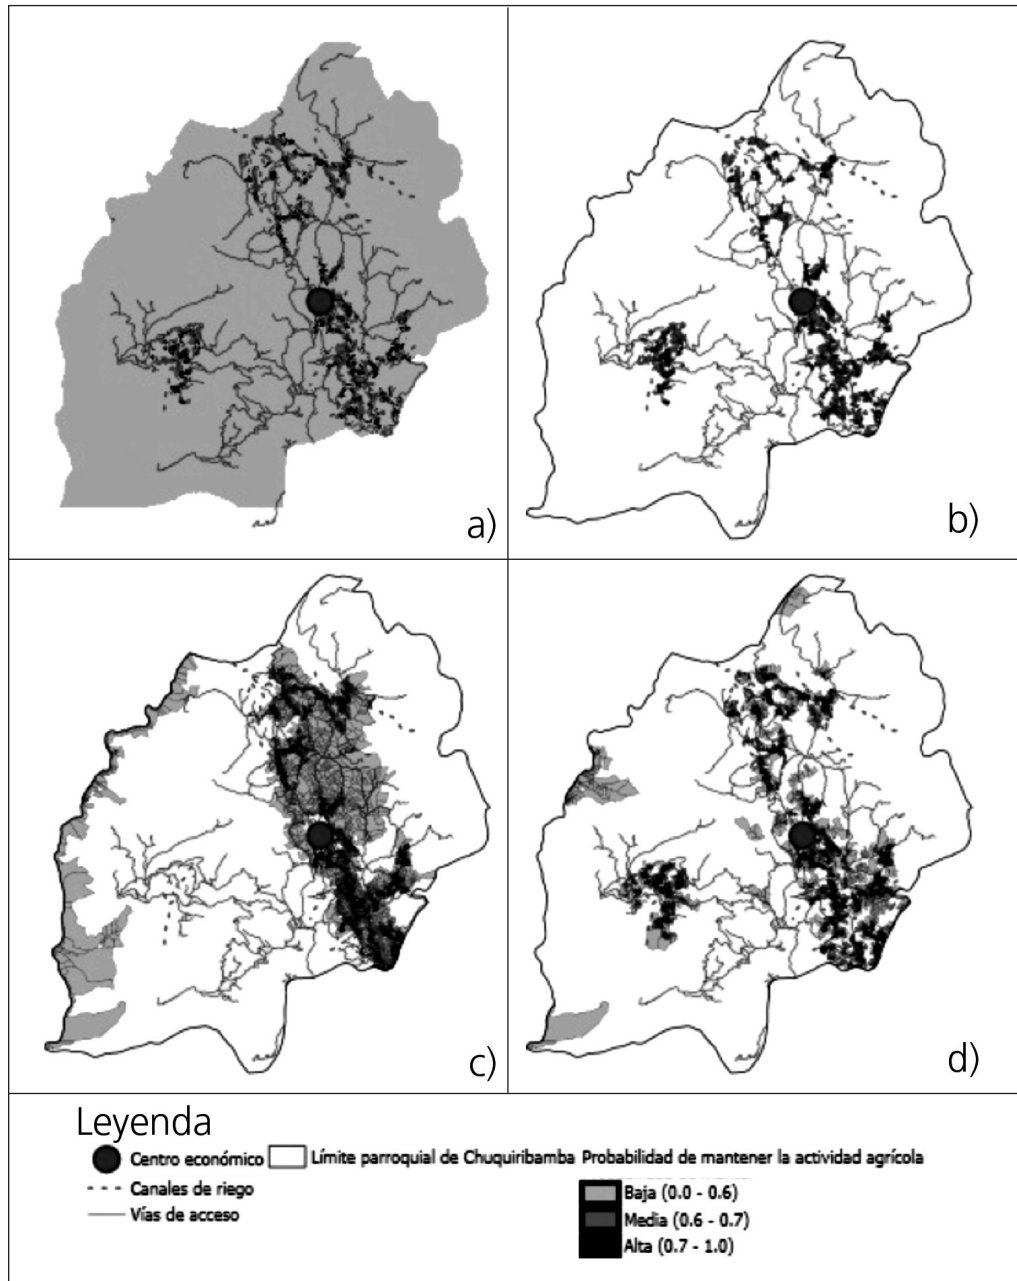 a)
b)
c)
d)
Leyenda
Centro económico Límite parroquial de Chuquiribamba Probabilidad de mantener la actividad agrícola
Canales de riego
Baja (0.0 - 0.6)
Vías de acceso
Media (0.6 - 0.7)
Alta (0.7 - 1.0)